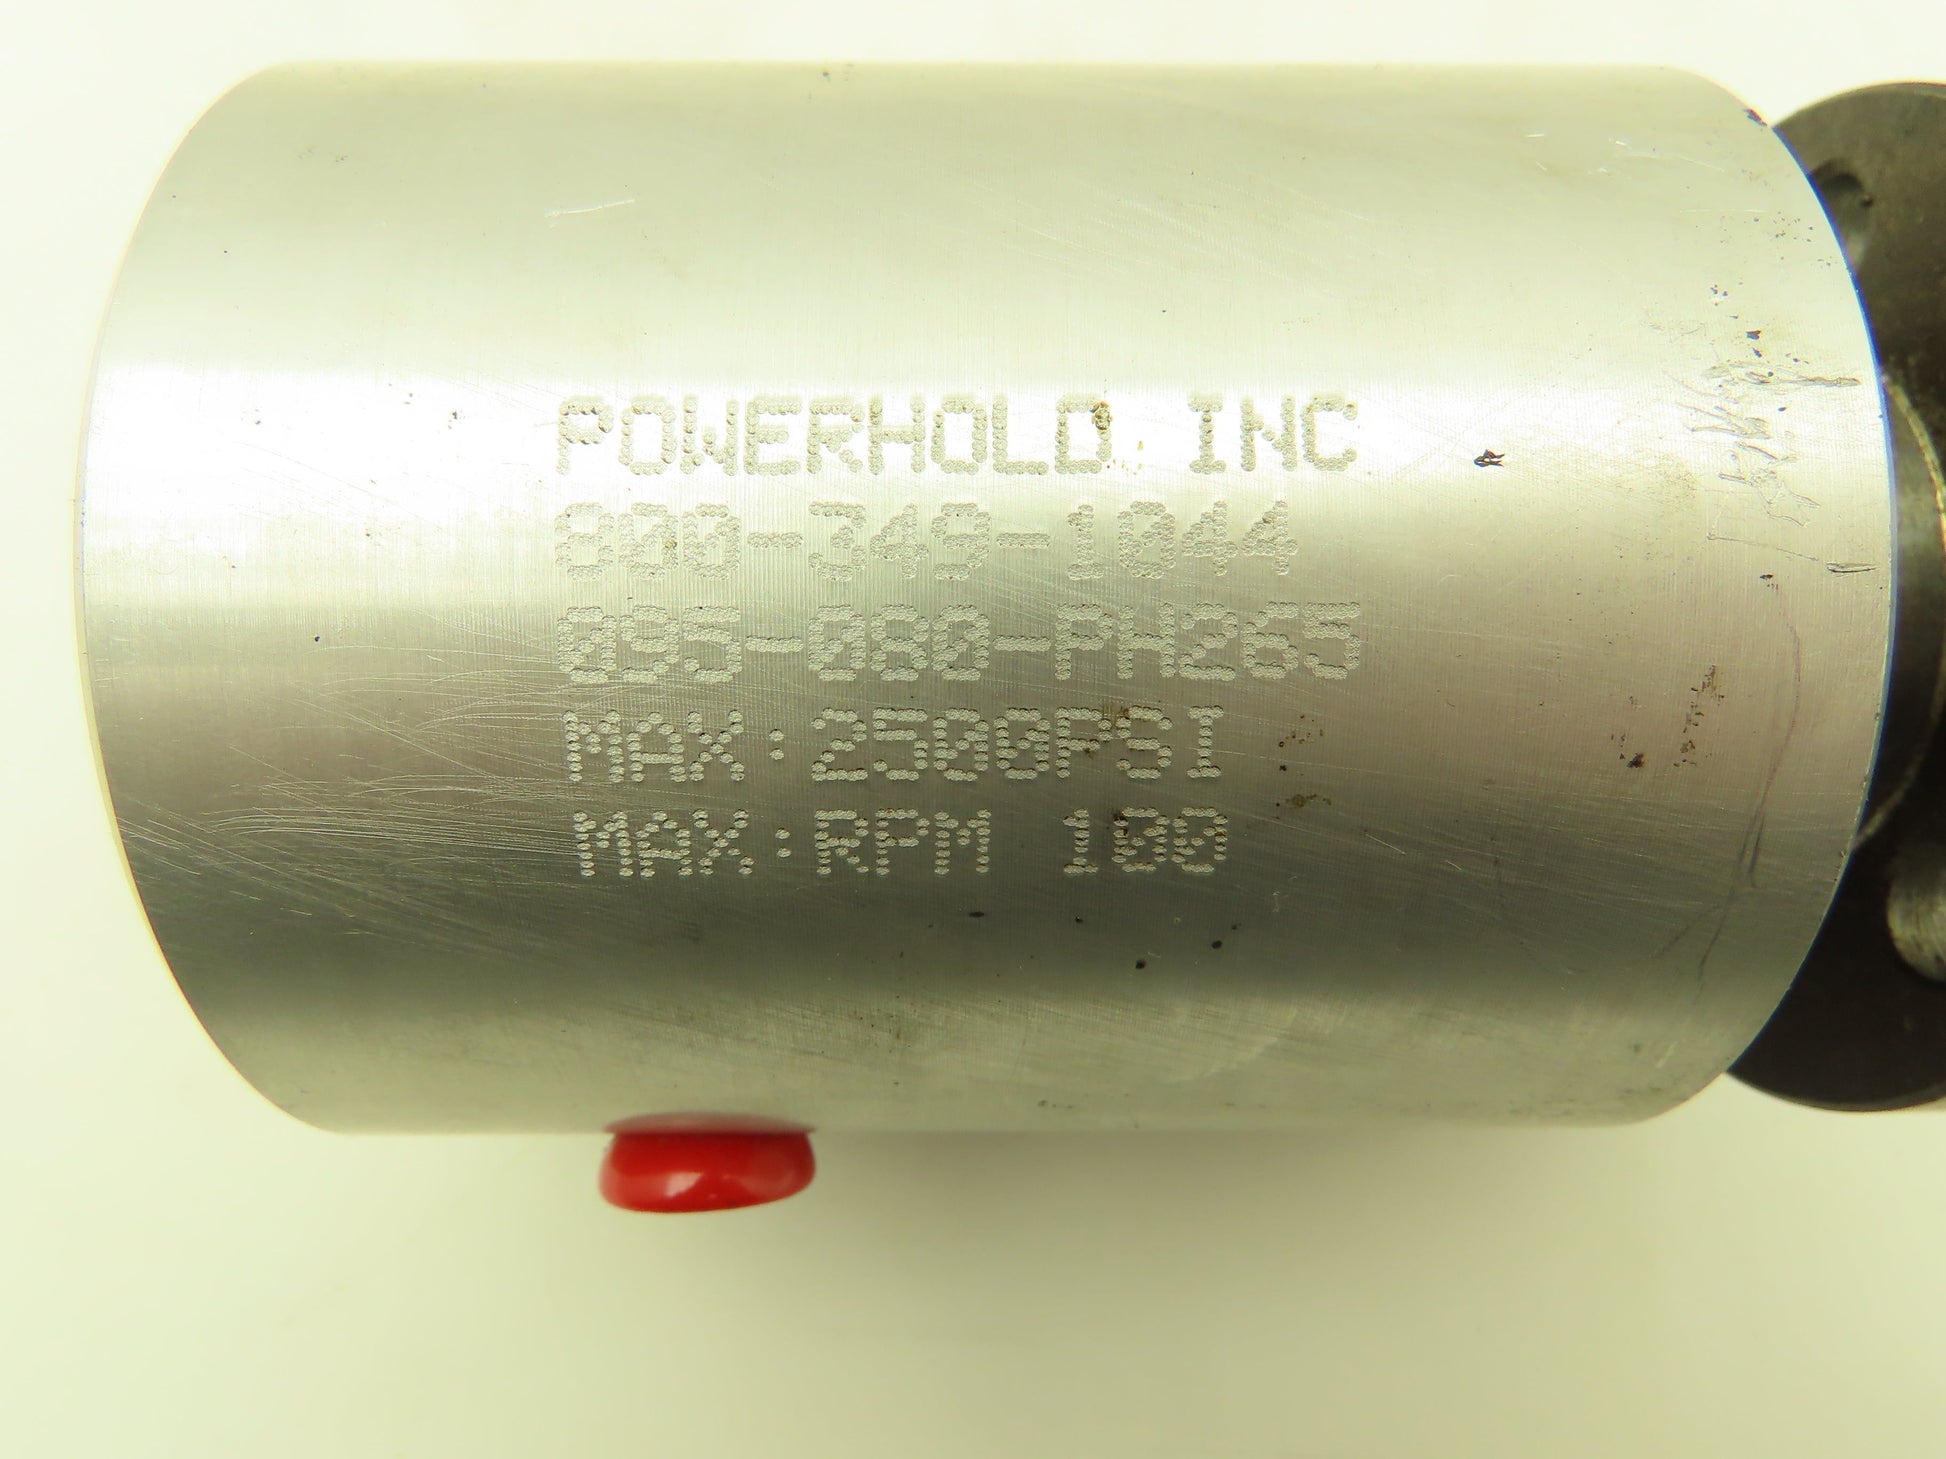 POWERHOLD INC
800-349-1044
095-080-PH265
MAX:2500PSI
MAX:RPM 100